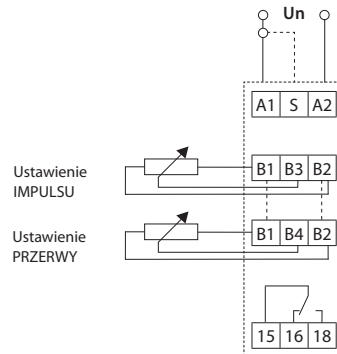 Un
A1 S A2
Ustawienie
IMPULSU
B1 B3 B2
Ustawienie
PRZERWY
B1 B4 B2
15 16 18